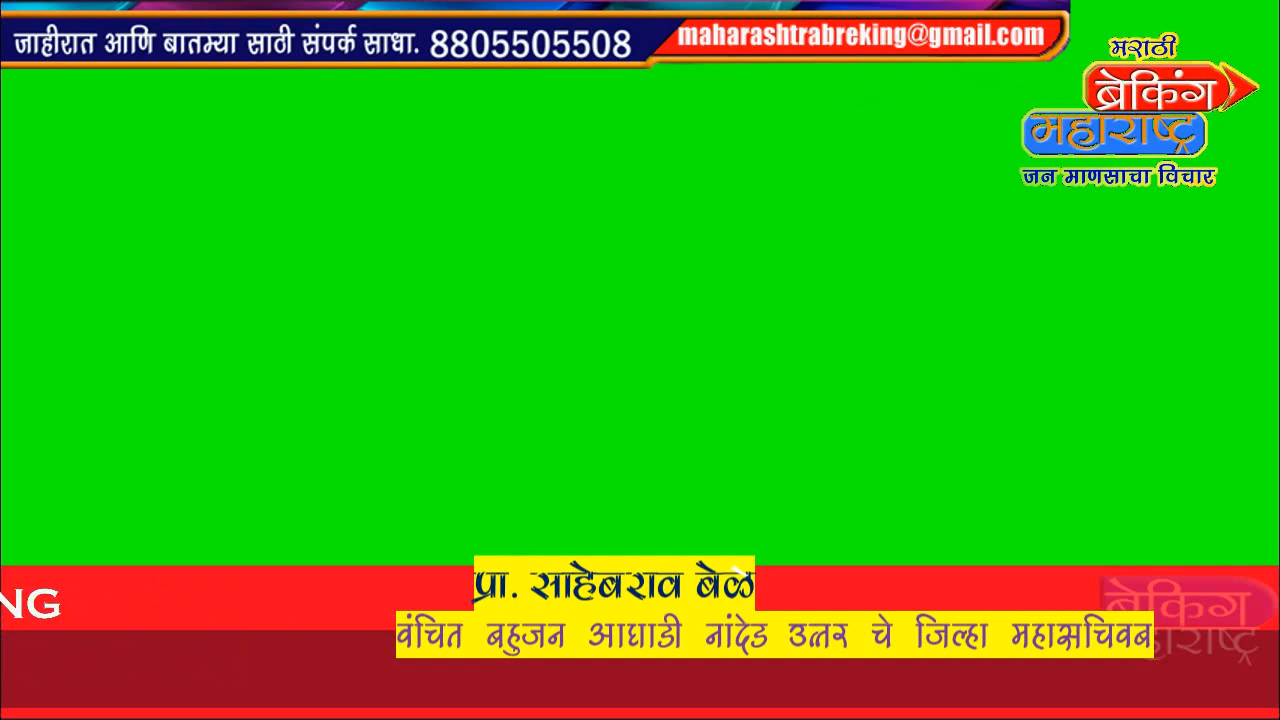 जाहीरात आणि बातम्या साठी संपर्क साधा. 8805505508
maharashtrabreking@gmail.com
मराठी
ब्रेकिंग
महाराष्ट्र
जन माणसाचा विचार
प्रा. साहेबराव बेळे
NG
ब्रेकिंग
वंचित बहुजन आघाडी नांदेड उत्तर चे जिल्हा महासचिवब
महाराष्ट्र